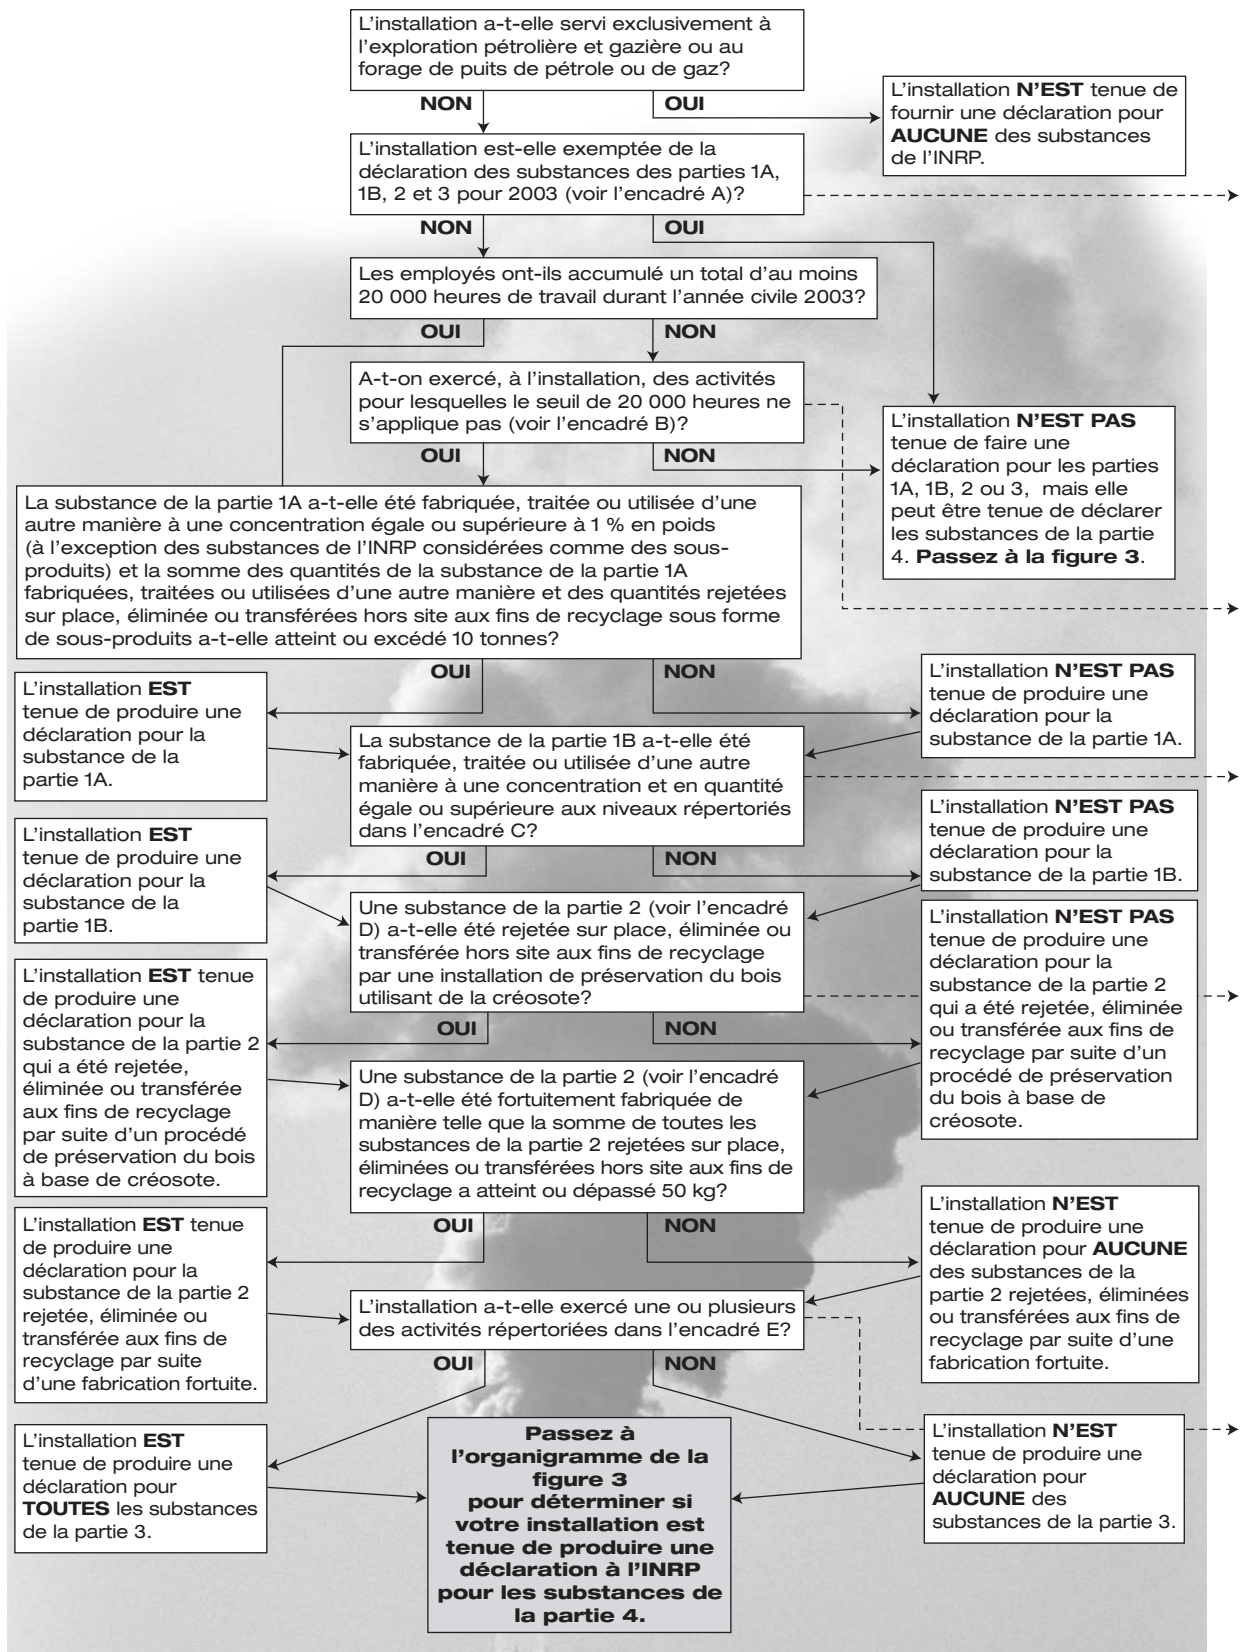 L'installation a-t-elle servi exclusivement à
l'exploration pétrolière et gazière ou au
forage de puits de pétrole ou de gaz?
NON
OUI
L'installation N'EST tenue de
fournir une déclaration pour
AUCUNE des substances
de l'INRP.
L'installation est-elle exemptée de la
déclaration des substances des parties 1A,
1B, 2 et 3 pour 2003 (voir l'encadré A)?
NON
OUI
Les employés ont-ils accumulé un total d'au moins
20 000 heures de travail durant l'année civile 2003?
OUI
NON
A-t-on exercé, à l'installation, des activités
pour lesquelles le seuil de 20 000 heures ne
s'applique pas (voir l'encadré B)?
OUI
NON
L'installation N'EST PAS
tenue de faire une
déclaration pour les parties
1A, 1B, 2 ou 3, mais elle
peut être tenue de déclarer
les substances de la partie
4. Passez à la figure 3.
La substance de la partie 1A a-t-elle été fabriquée, traitée ou utilisée d'une
autre manière à une concentration égale ou supérieure à 1 % en poids
(à l'exception des substances de l'INRP considérées comme des sous-
produits) et la somme des quantités de la substance de la partie 1A
fabriquées, traitées ou utilisées d'une autre manière et des quantités rejetées
sur place, éliminée ou transférées hors site aux fins de recyclage sous forme
de sous-produits a-t-elle atteint ou excédé 10 tonnes?
OUI
NON
L'installation EST
tenue de produire une
déclaration pour la
substance de la
partie 1A.
L'installation N'EST PAS
tenue de produire une
déclaration pour la
substance de la partie 1A.
La substance de la partie 1B a-t-elle été
fabriquée, traitée ou utilisée d'une autre
manière à une concentration et en quantité
égale ou supérieure aux niveaux répertoriés
dans l'encadré C?
OUI
NON
L'installation EST
tenue de produire une
déclaration pour la
substance de la
partie 1B.
L'installation N'EST PAS
tenue de produire une
déclaration pour la
substance de la partie 1B.
Une substance de la partie 2 (voir l'encadré
D) a-t-elle été rejetée sur place, éliminée ou
transférée hors site aux fins de recyclage
par une installation de préservation du bois
utilisant de la créosote?
OUI
NON
L'installation EST tenue
de produire une
déclaration pour la
substance de la partie 2
qui a été rejetée,
éliminée ou transférée
aux fins de recyclage
par suite d'un procédé
de préservation du bois
à base de créosote.
L'installation N'EST PAS
tenue de produire une
déclaration pour la
substance de la partie 2
qui a été rejetée, éliminée
ou transférée aux fins de
recyclage par suite d'un
procédé de préservation
du bois à base de
créosote.
Une substance de la partie 2 (voir l'encadré
D) a-t-elle été fortuitement fabriquée de
manière telle que la somme de toutes les
substances de la partie 2 rejetées sur place,
éliminées ou transférées hors site aux fins de
recyclage a atteint ou dépassé 50 kg?
OUI
NON
L'installation EST tenue
de produire une
déclaration pour la
substance de la partie 2
rejetée, éliminée ou
transférée aux fins de
recyclage par suite
d'une fabrication fortuite.
L'installation N'EST
tenue de produire une
déclaration pour AUCUNE
des substances de la
partie 2 rejetées, éliminées
ou transférées aux fins de
recyclage par suite d'une
fabrication fortuite.
L'installation a-t-elle exercé une ou plusieurs
des activités répertoriées dans l'encadré E?
OUI
NON
L'installation EST
tenue de produire une
déclaration pour
TOUTES les substances
de la partie 3.
Passez à
l'organigramme de la
figure 3
pour déterminer si
votre installation est
tenue de produire une
déclaration à l'INRP
pour les substances de
la partie 4.
L'installation N'EST
tenue de produire une
déclaration pour
AUCUNE des
substances de la partie 3.